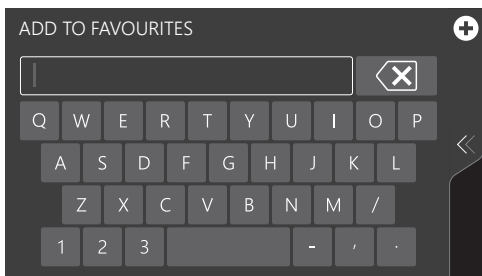 ADD TO FAVOURITES
Q W E R T Y U I O P
A S D F G H J K L
Z X C V B N M /
1 2 3 - ' .